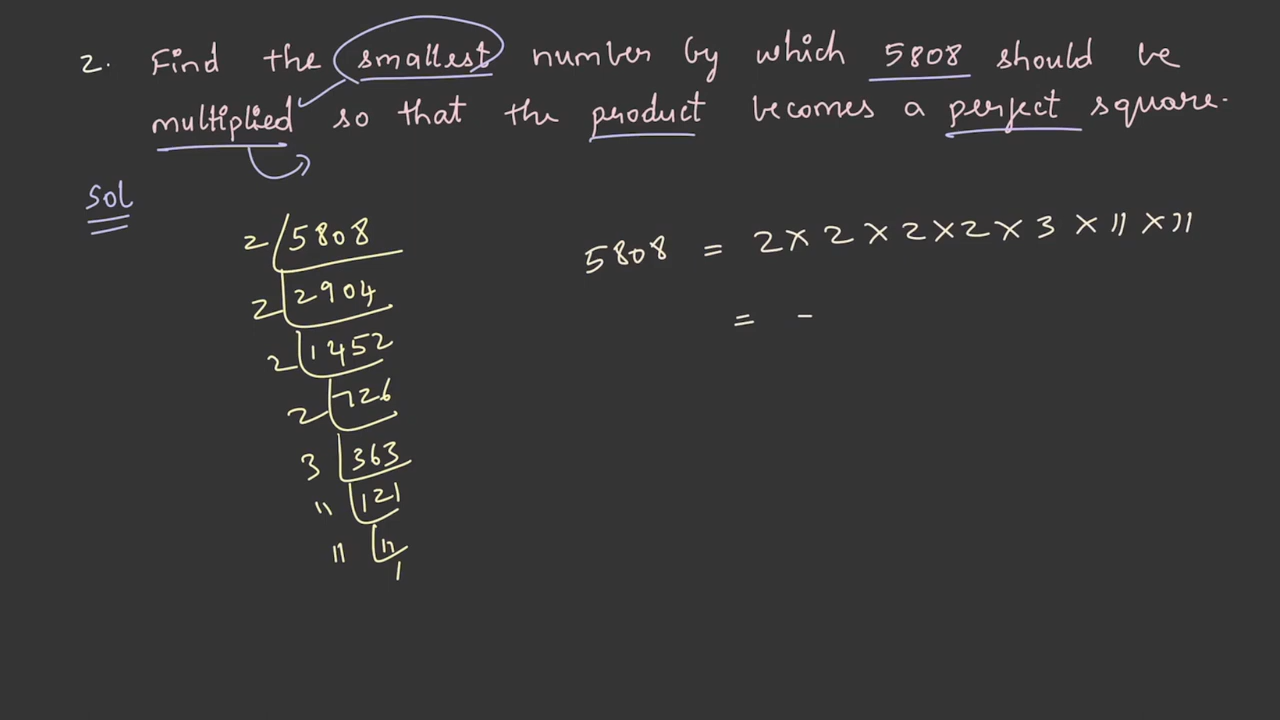 2. Find the smallest number by which 5808 should be
multiplied so that the product becomes a perfect square.
Sol
2 5808
5808 = 2 × 2 × 2 × 2 × 3 × 11 × 11
2 2904
= -
2 1452
2 726
3 363
11 121
11 11
1